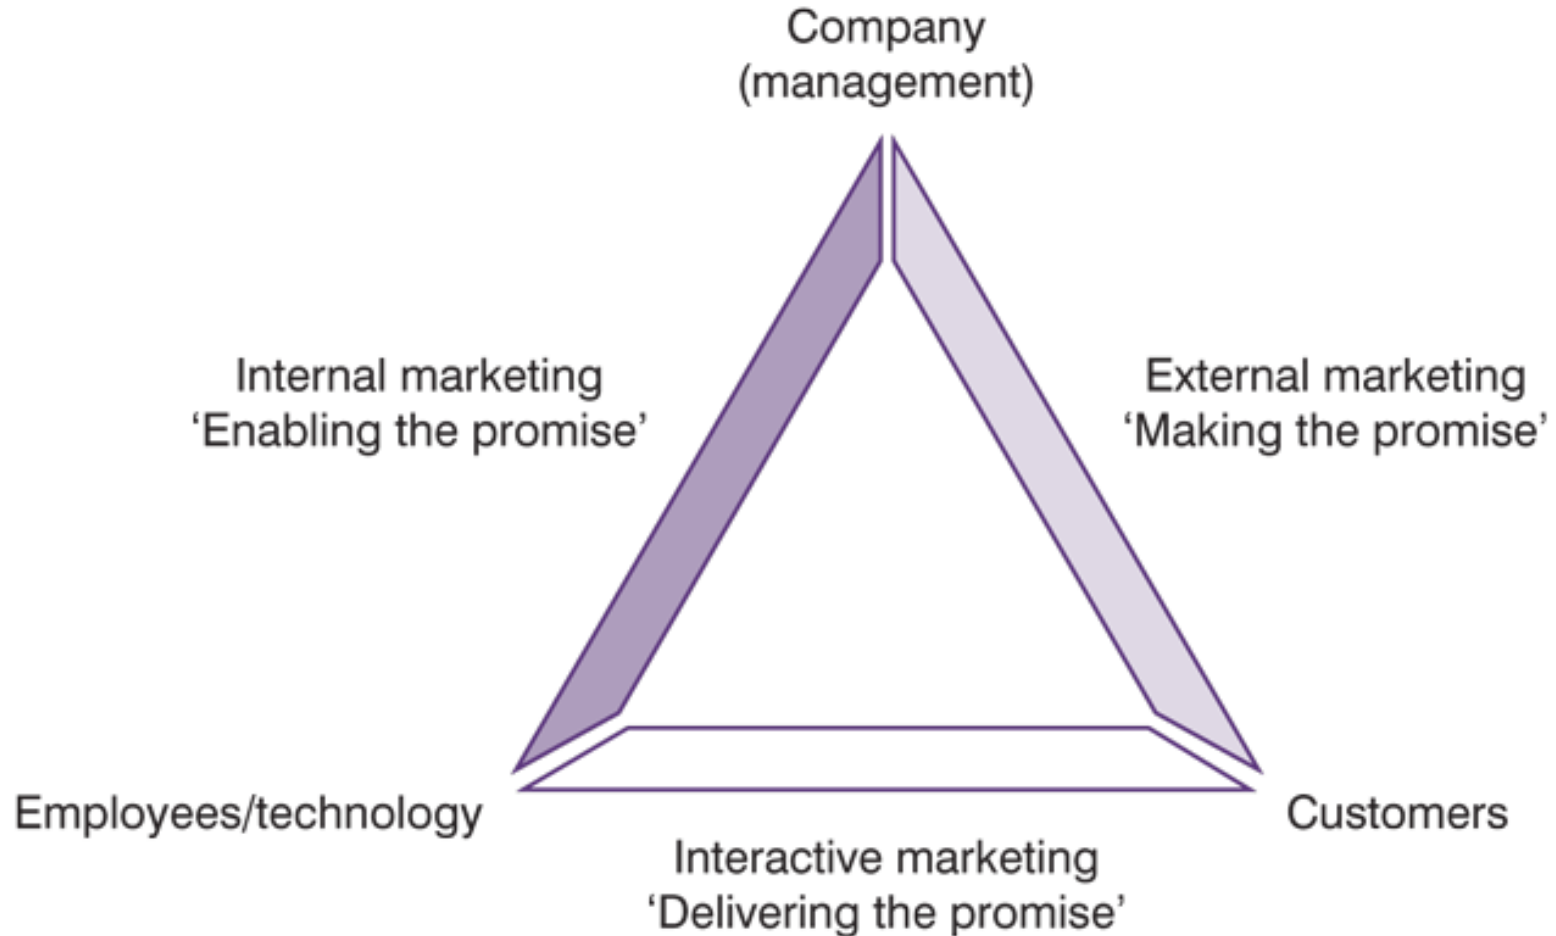 Company
(management)
Internal marketing
‘Enabling the promise’
External marketing
‘Making the promise’
Employees/technology
Customers
Interactive marketing
‘Delivering the promise’